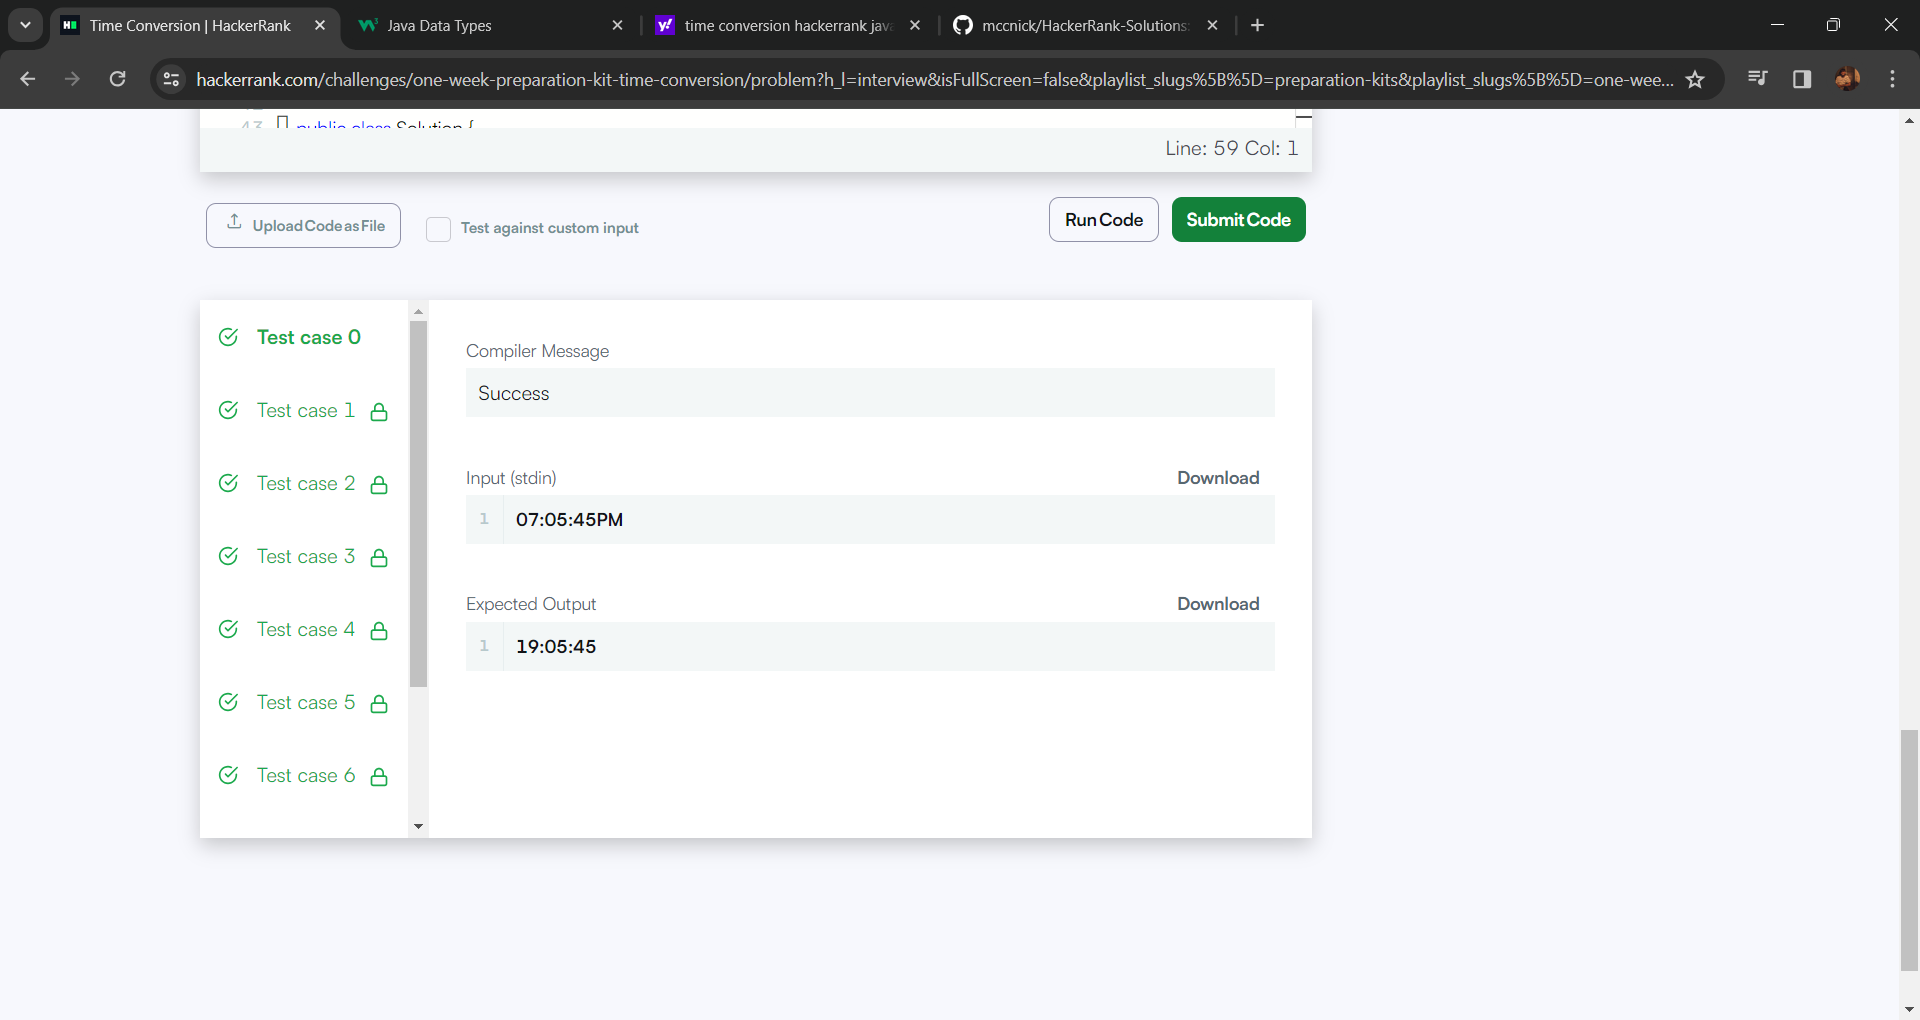 Time Conversion | HackerRank
Java Data Types
time conversion hackerrank jav
mccnick/HackerRank-Solutions
hackerrank.com/challenges/one-week-preparation-kit-time-conversion/problem?h_l=interview&isFullScreen=false&playlist_slugs%5B%5D=preparation-kits&playlist_slugs%5B%5D=one-wee...
43 public class Solution {
Line: 59 Col: 1
Upload Code as File
Test against custom input
Run Code
Submit Code
Test case 0
Test case 1
Test case 2
Test case 3
Test case 4
Test case 5
Test case 6
Compiler Message
Success
Input (stdin)
Download
1 07:05:45PM
Expected Output
Download
1 19:05:45